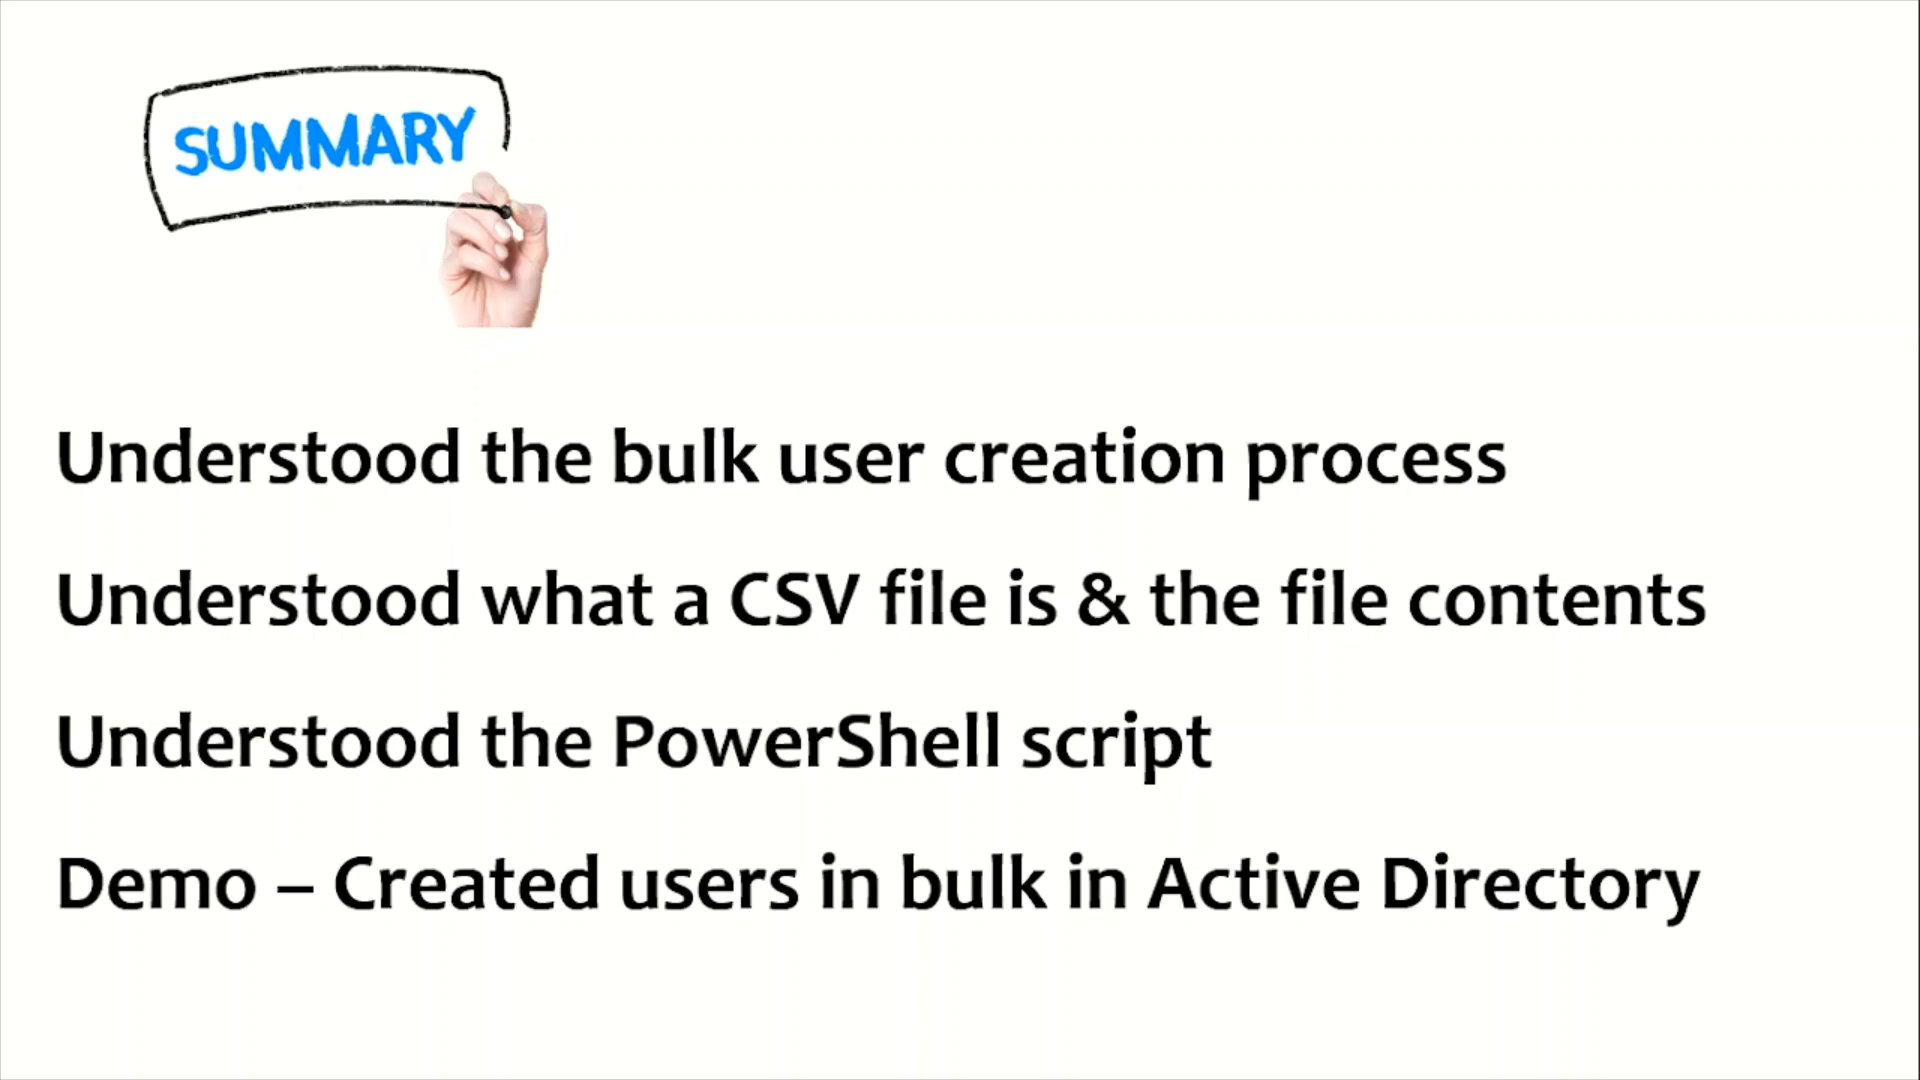 SUMMARY
Understood the bulk user creation process
Understood what a CSV file is & the file contents
Understood the PowerShell script
Demo – Created users in bulk in Active Directory